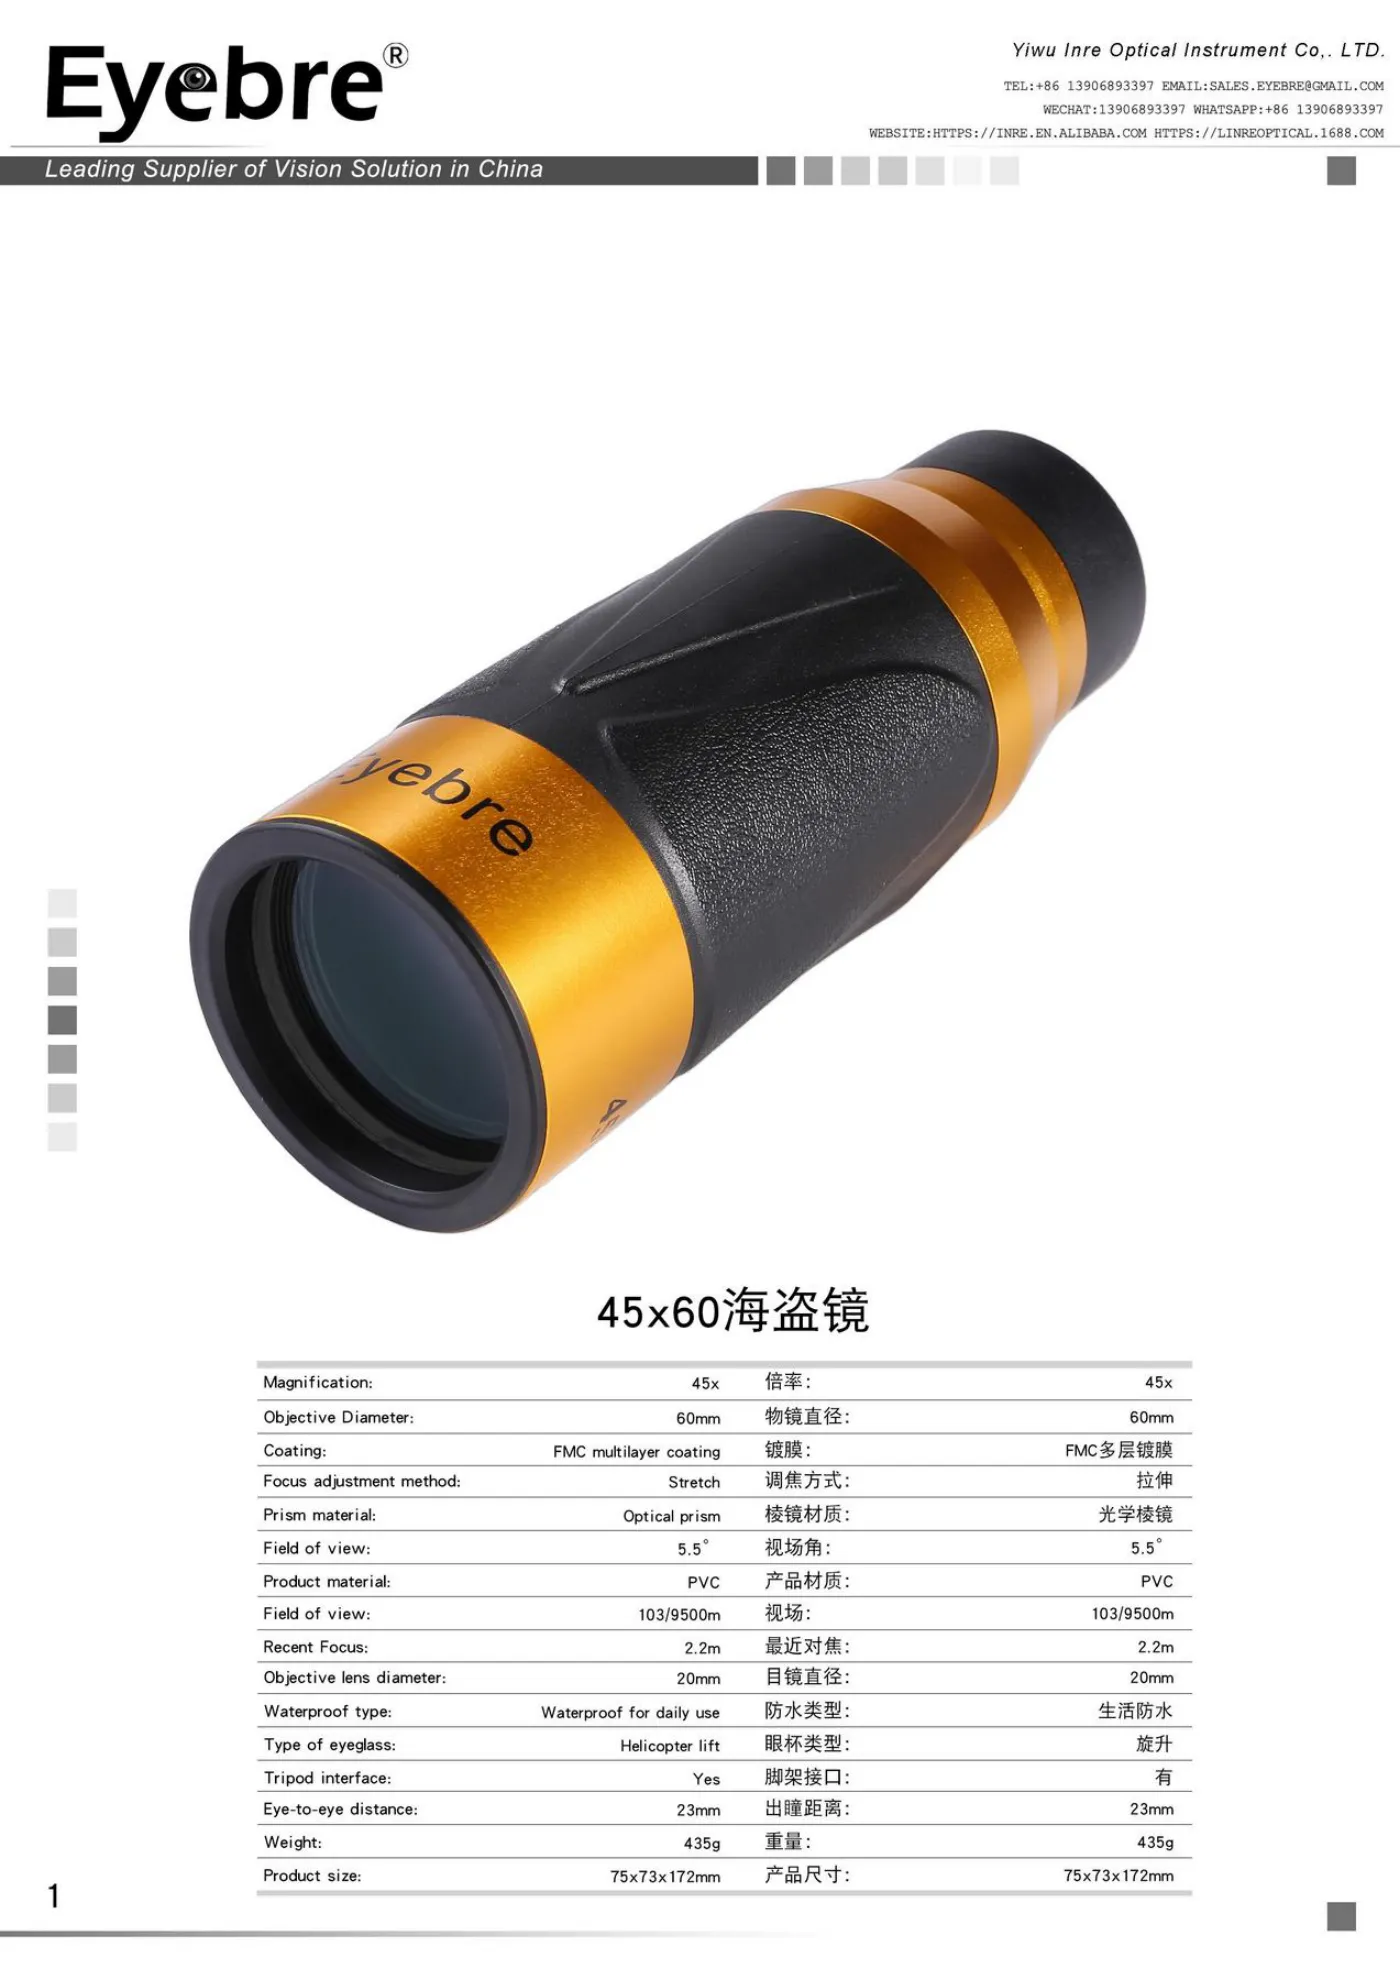 Eyebre®
Yiwu Inre Optical Instrument Co,. LTD.
TEL:+86 13906893397 EMAIL:SALES.EYEBRE@GMAIL.COM
WECHAT:13906893397 WHATSAPP:+86 13906893397
WEBSITE:HTTPS://INRE.EN.ALIBABA.COM HTTPS://LINREOPTICAL.1688.COM
Leading Supplier of Vision Solution in China
Eyebre
45
45x60海盗镜
Magnification: 45x 倍率: 45x
Objective Diameter: 60mm 物镜直径: 60mm
Coating: FMC multilayer coating 镀膜: FMC多层镀膜
Focus adjustment method: Stretch 调焦方式: 拉伸
Prism material: Optical prism 棱镜材质: 光学棱镜
Field of view: 5.5° 视场角: 5.5°
Product material: PVC 产品材质: PVC
Field of view: 103/9500m 视场: 103/9500m
Recent Focus: 2.2m 最近对焦: 2.2m
Objective lens diameter: 20mm 目镜直径: 20mm
Waterproof type: Waterproof for daily use 防水类型: 生活防水
Type of eyeglass: Helicopter lift 眼杯类型: 旋升
Tripod interface: Yes 脚架接口: 有
Eye-to-eye distance: 23mm 出瞳距离: 23mm
Weight: 435g 重量: 435g
Product size: 75x73x172mm 产品尺寸: 75x73x172mm
1